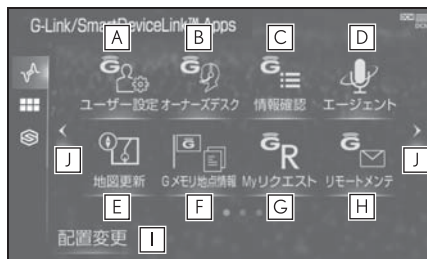 G-Link/SmartDeviceLink™ Apps
A B C D
ユーザー設定 オーナーズデスク 情報確認 エージェント
J J
地図更新 Gメモリ地点情報 Myリクエスト リモートメンテ
E F G H
配置変更 I